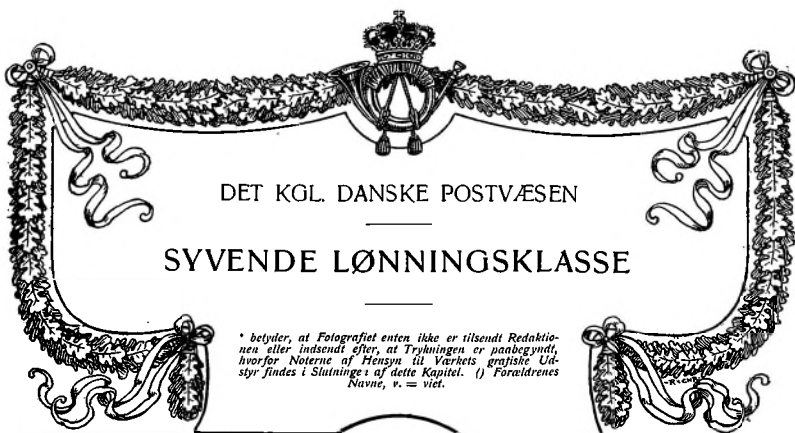 DET KGL. DANSKE POSTVÆSEN
SYVENDE LØNNINGSKLASSE
* betyder, at Fotografiet enten ikke er tilsendt Redaktio-
nen eller indsendt efter, at Trykningen er paabegyndt,
hvorfor Noterne af Hensyn til Værkets grafiske Ud-
styr findes i Slutninge: af dette Kapitel. () Forældrenes
Navne, v. = viet.